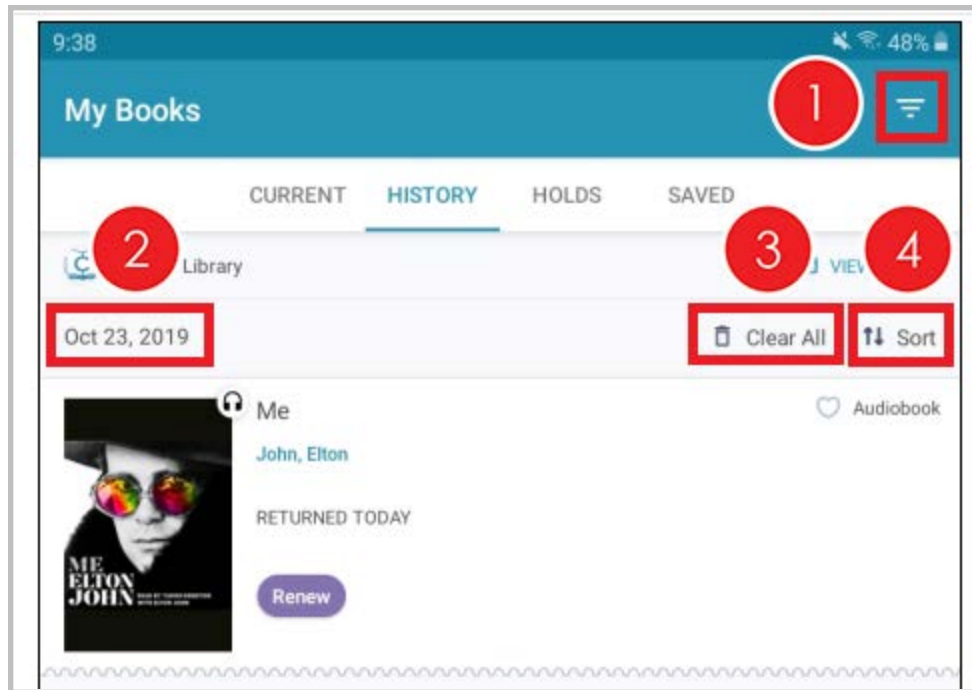 9:38 48%
My Books 1
CURRENT HISTORY HOLDS SAVED
2 Library 3 4
Oct 23, 2019 Clear All Sort
Me Audiobook
John, Elton
RETURNED TODAY
Renew
ME
ELTON
JOHN